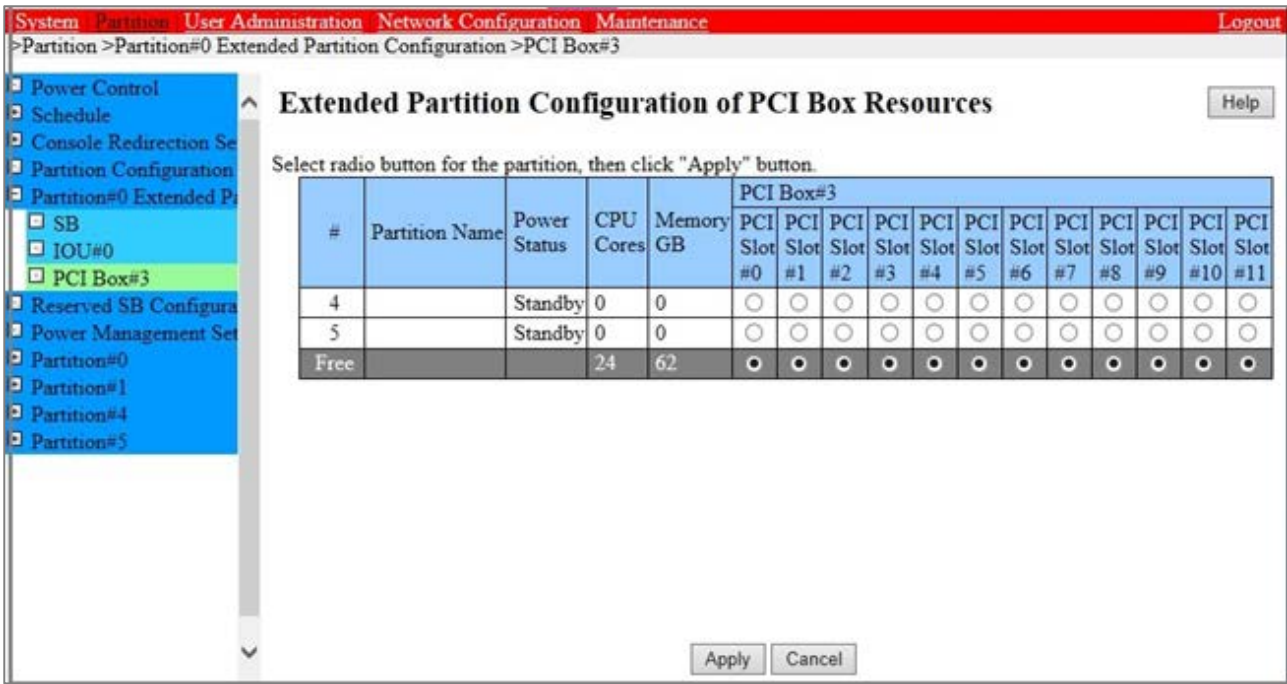 System Partition User Administration Network Configuration Maintenance Logout
>Partition >Partition#0 Extended Partition Configuration >PCI Box#3
Power Control
Schedule
Console Redirection Se
Partition Configuration
Partition#0 Extended Pa
SB
IOU#0
PCI Box#3
Reserved SB Configura
Power Management Set
Partition#0
Partition#1
Partition#4
Partition#5
Extended Partition Configuration of PCI Box Resources
Help
Select radio button for the partition, then click "Apply" button.
PCI Box#3
# Partition Name Power Status CPU Cores Memory GB PCI Slot #0 PCI Slot #1 PCI Slot #2 PCI Slot #3 PCI Slot #4 PCI Slot #5 PCI Slot #6 PCI Slot #7 PCI Slot #8 PCI Slot #9 PCI Slot #10 PCI Slot #11
4 Standby 0 0
5 Standby 0 0
Free 24 62
Apply Cancel